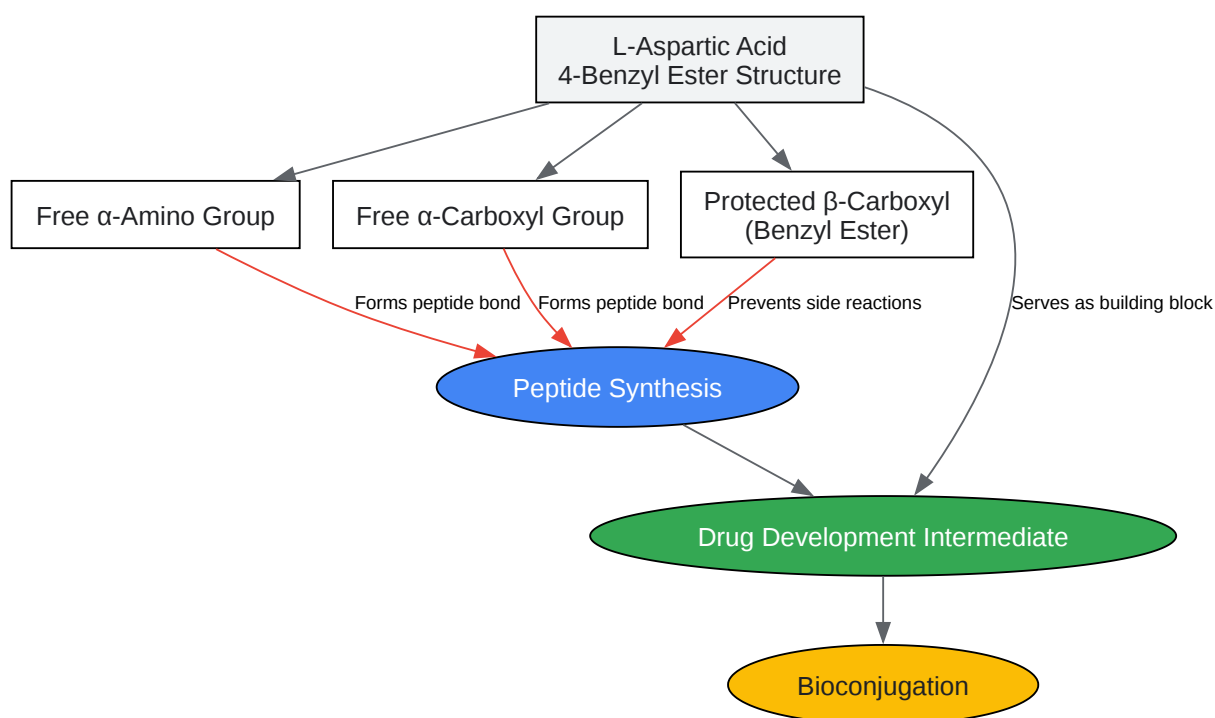 L-Aspartic Acid
4-Benzyl Ester Structure
Free α-Amino Group
Free α-Carboxyl Group
Protected β-Carboxyl
(Benzyl Ester)
Forms peptide bond
Forms peptide bond
Prevents side reactions
Serves as building block
Peptide Synthesis
Drug Development Intermediate
Bioconjugation